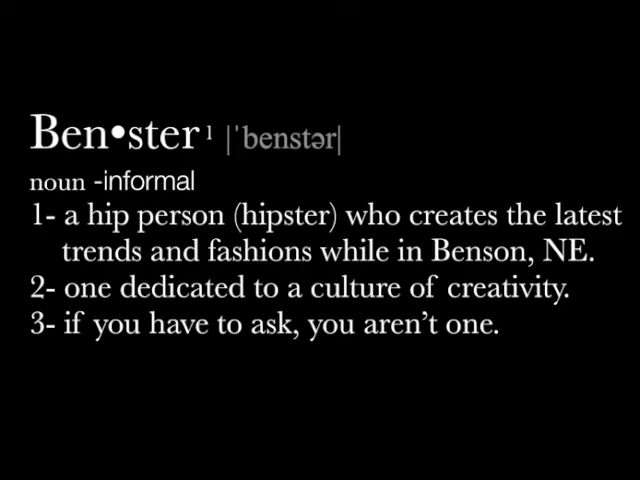 Ben•ster¹ |ˈbenstər|
noun -informal
1- a hip person (hipster) who creates the latest
trends and fashions while in Benson, NE.
2- one dedicated to a culture of creativity.
3- if you have to ask, you aren’t one.